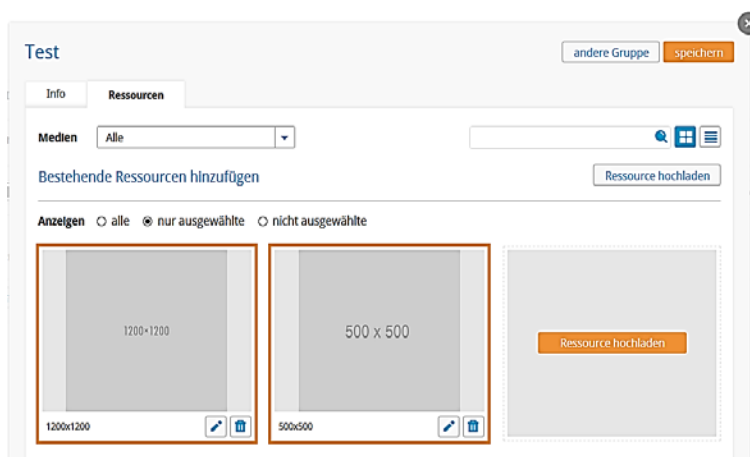 Test
andere Gruppe
speichern
Info
Ressourcen
Medien
Alle
Bestehende Ressourcen hinzufügen
Ressource hochladen
Anzeigen
alle
nur ausgewählte
nicht ausgewählte
1200×1200
500 x 500
Ressource hochladen
1200x1200
500x500